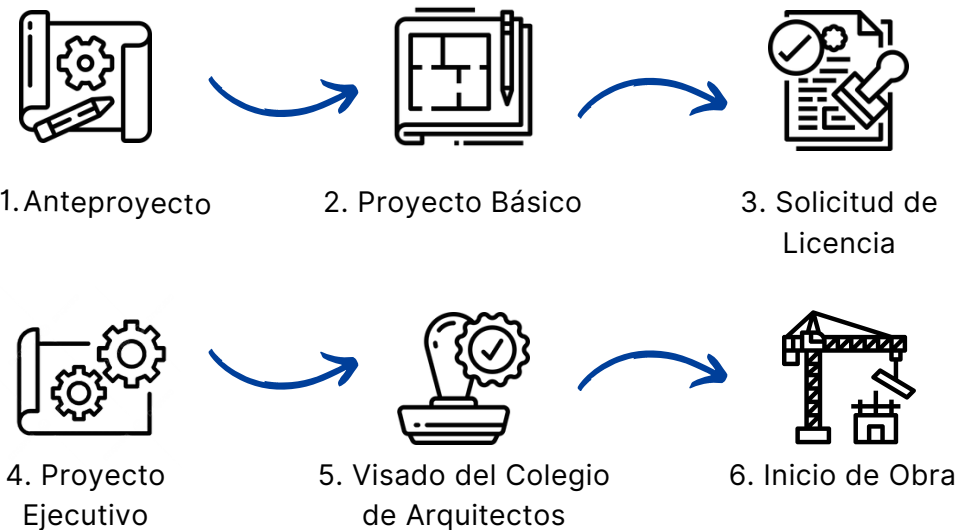 1. Anteproyecto
2. Proyecto Básico
3. Solicitud de
Licencia
4. Proyecto
Ejecutivo
5. Visado del Colegio
de Arquitectos
6. Inicio de Obra